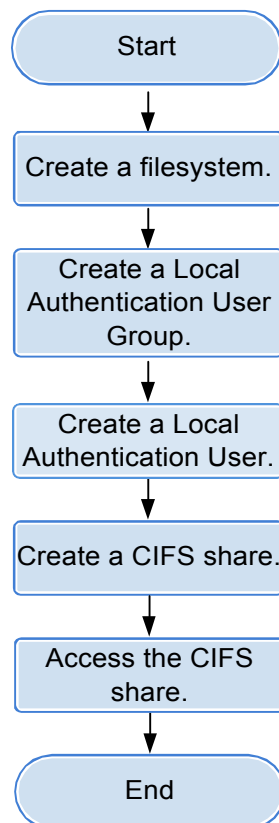 Start
Create a filesystem.
Create a Local
Authentication User
Group.
Create a Local
Authentication User.
Create a CIFS share.
Access the CIFS
share.
End